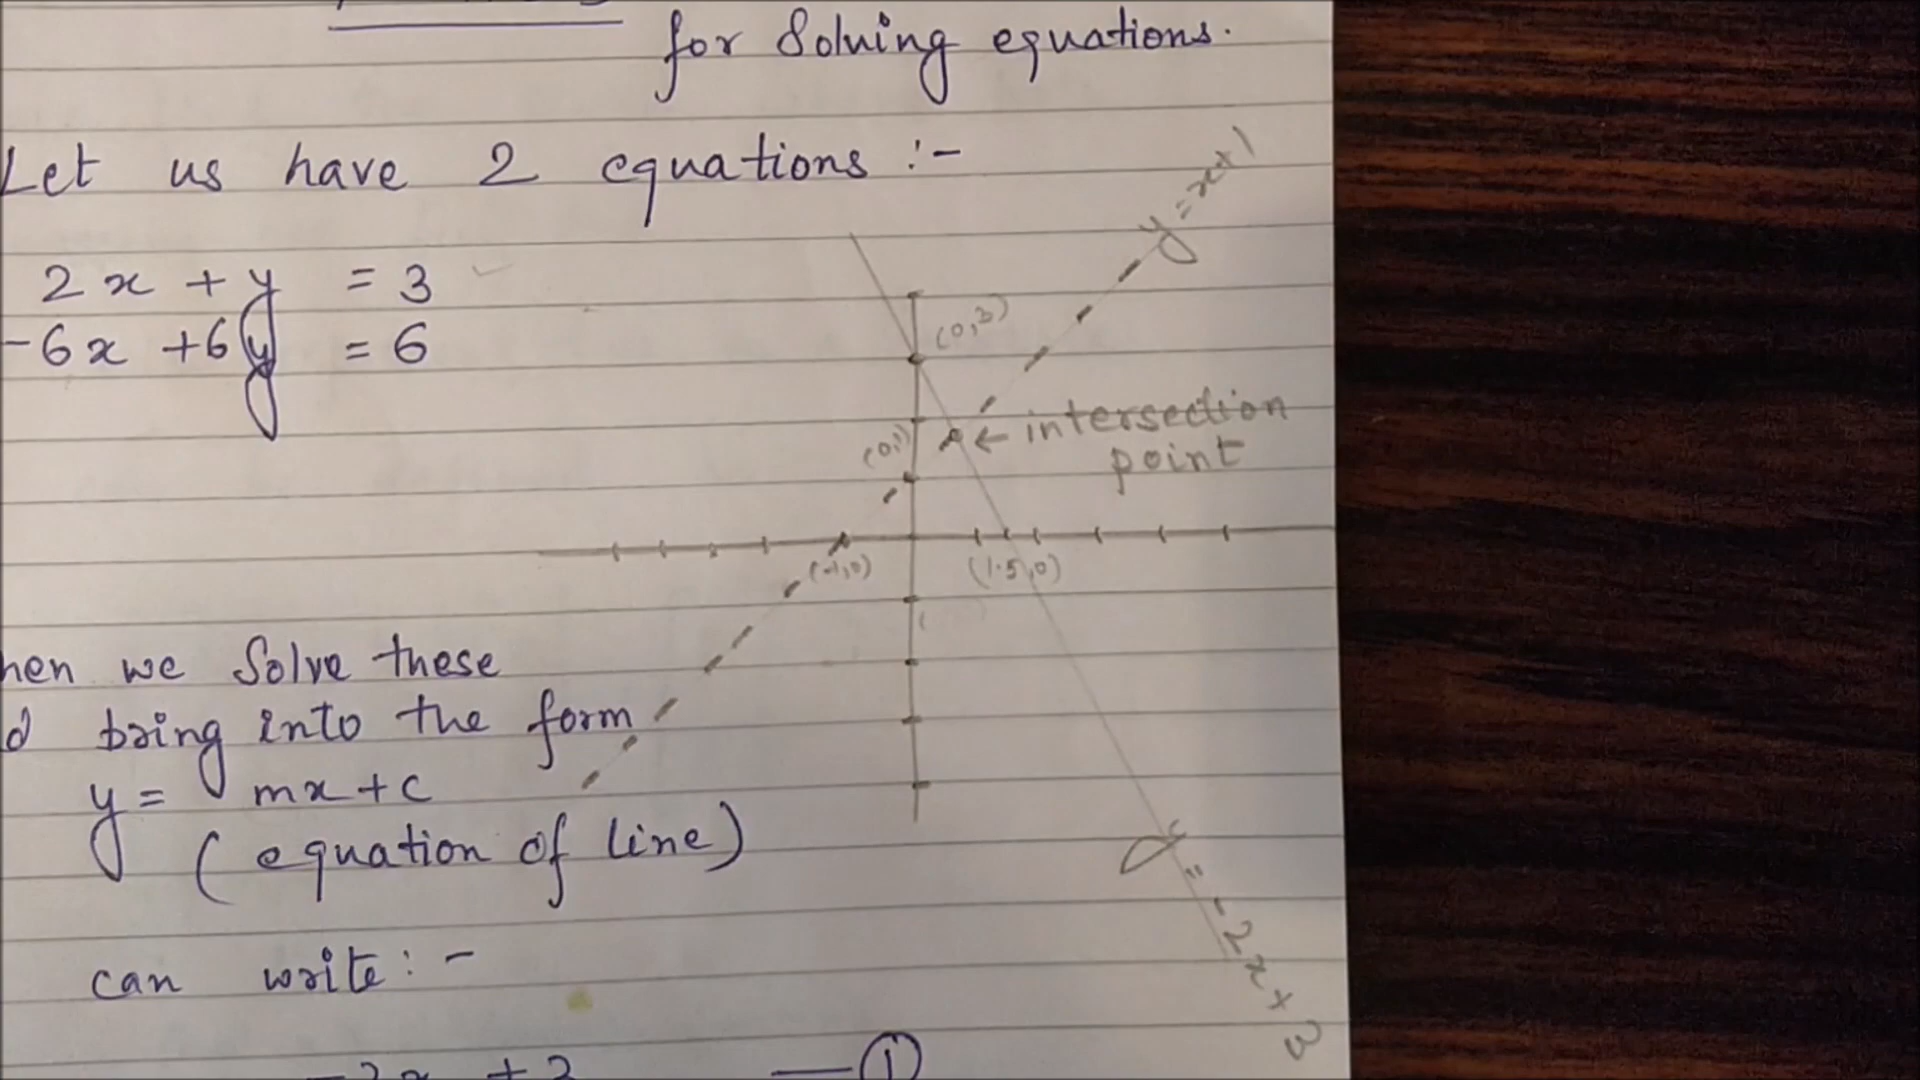 for Solving equations.
Let us have 2 equations :-
2x + y = 3
-6x + 6y = 6
y = x+1
(0,3)
← intersection
point
(0,1)
(-1,0)
(1.5,0)
hen we Solve these
d bring into the form
y = mx + c
(equation of line)
y = -2x+3
can write :-
①